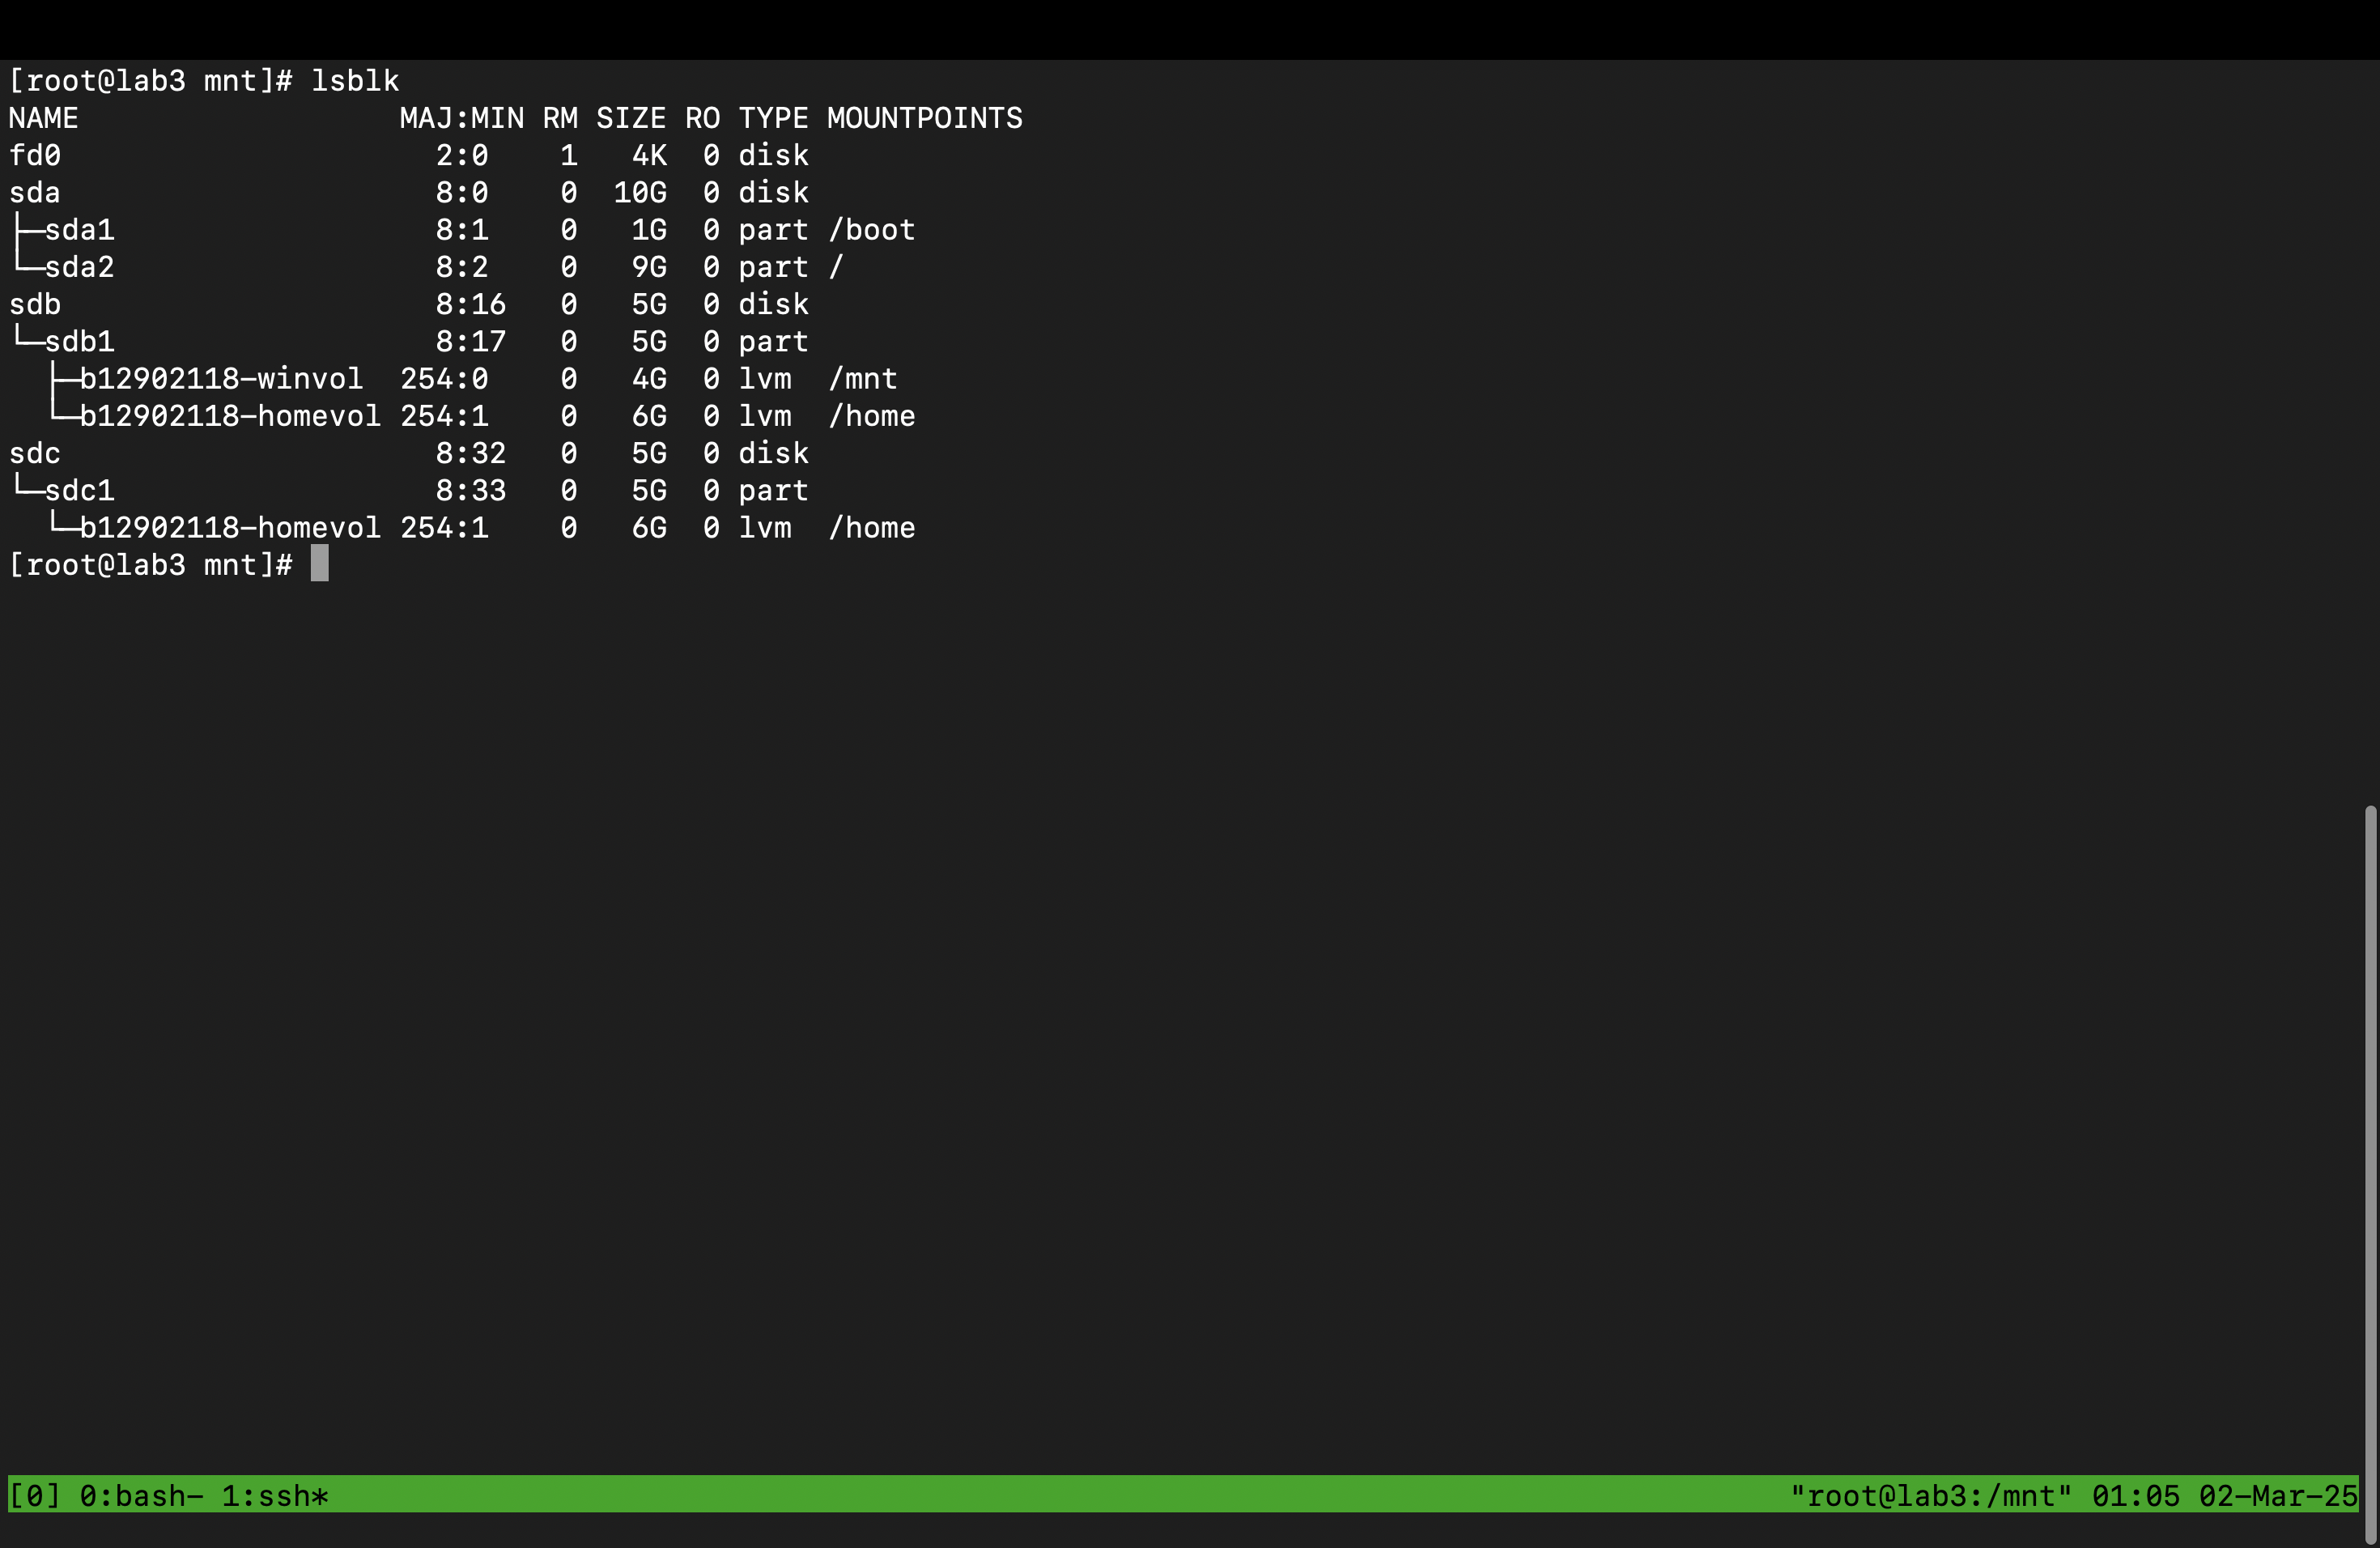 [root@lab3 mnt]# lsblk
NAME                  MAJ:MIN RM SIZE RO TYPE MOUNTPOINTS
fd0                     2:0    1   4K  0 disk
sda                     8:0    0  10G  0 disk
├─sda1                  8:1    0   1G  0 part /boot
└─sda2                  8:2    0   9G  0 part /
sdb                     8:16   0   5G  0 disk
└─sdb1                  8:17   0   5G  0 part
  ├─b12902118-winvol  254:0    0   4G  0 lvm  /mnt
  └─b12902118-homevol 254:1    0   6G  0 lvm  /home
sdc                     8:32   0   5G  0 disk
└─sdc1                  8:33   0   5G  0 part
  └─b12902118-homevol 254:1    0   6G  0 lvm  /home
[root@lab3 mnt]#
[0] 0:bash- 1:ssh* "root@lab3:/mnt" 01:05 02-Mar-25